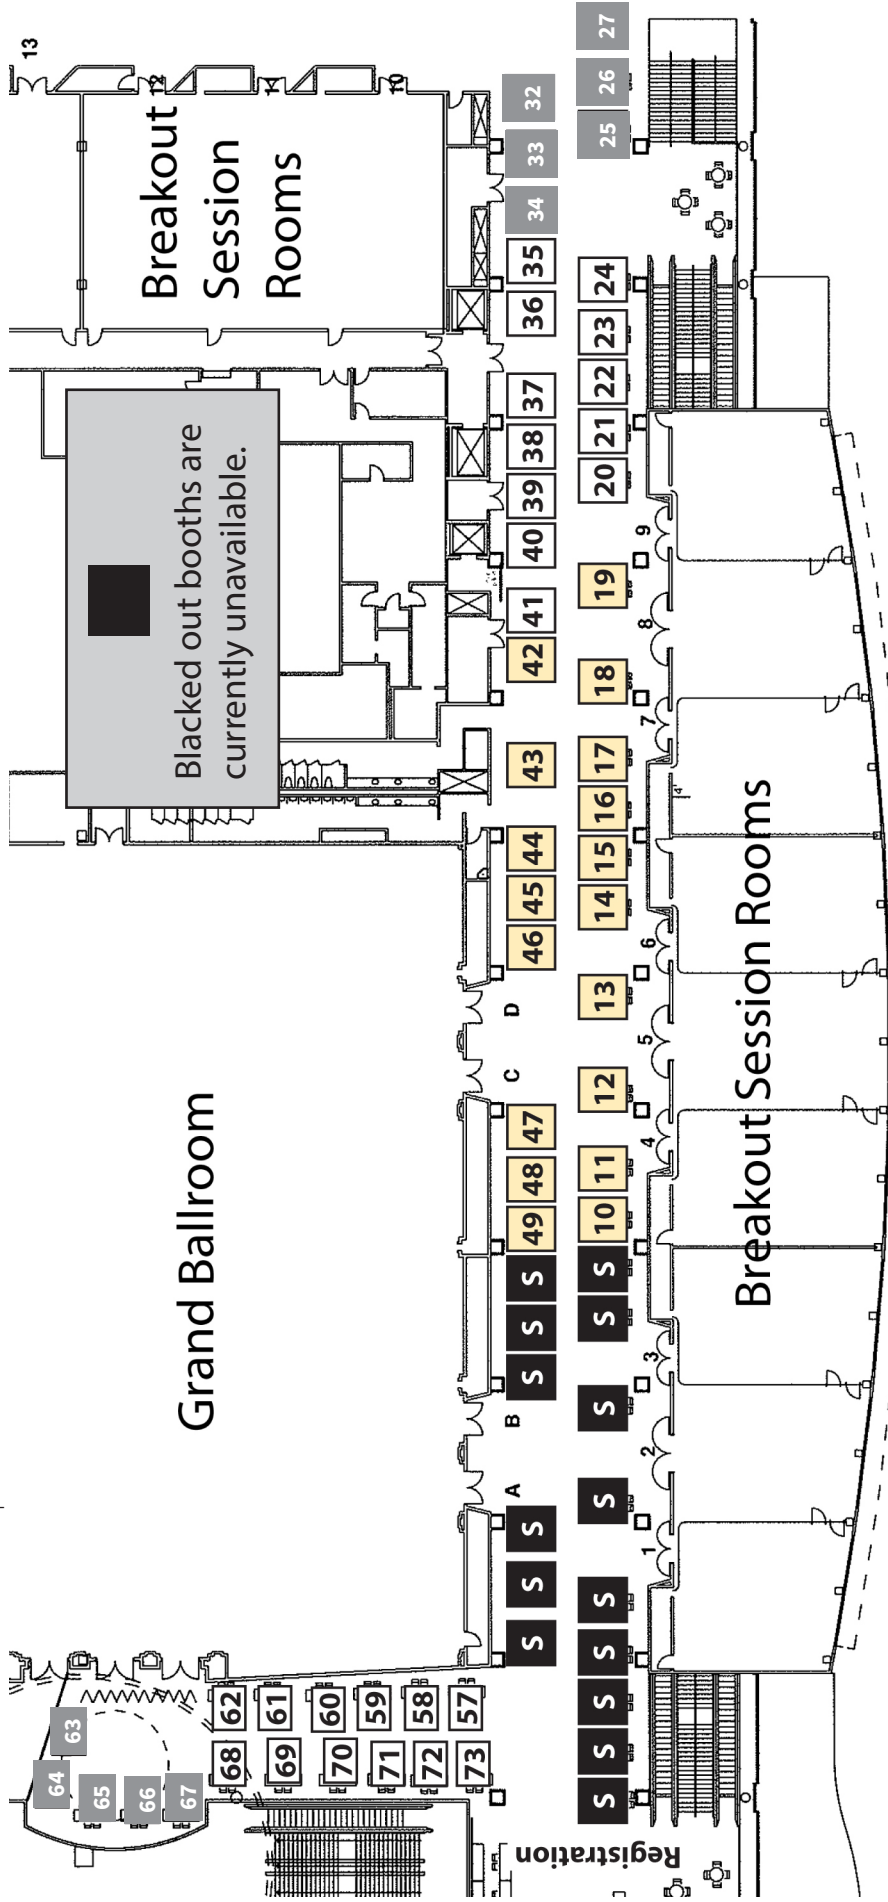 13
12
11
10
Breakout
Session
Rooms
32
33
34
35
36
37
38
39
40
41
42
43
44
45
46
47
48
49
S
S
S
S
S
S
27
26
25
24
23
22
21
20
19
18
17
16
15
14
13
12
11
10
S
S
S
S
S
S
S
S
S
Blacked out booths are
currently unavailable.
Grand Ballroom
D
C
B
A
9
8
7
6
5
4
3
2
1
4'
Breakout Session Rooms
62
61
60
59
58
57
68
69
70
71
72
73
63
64
65
66
67
Registration